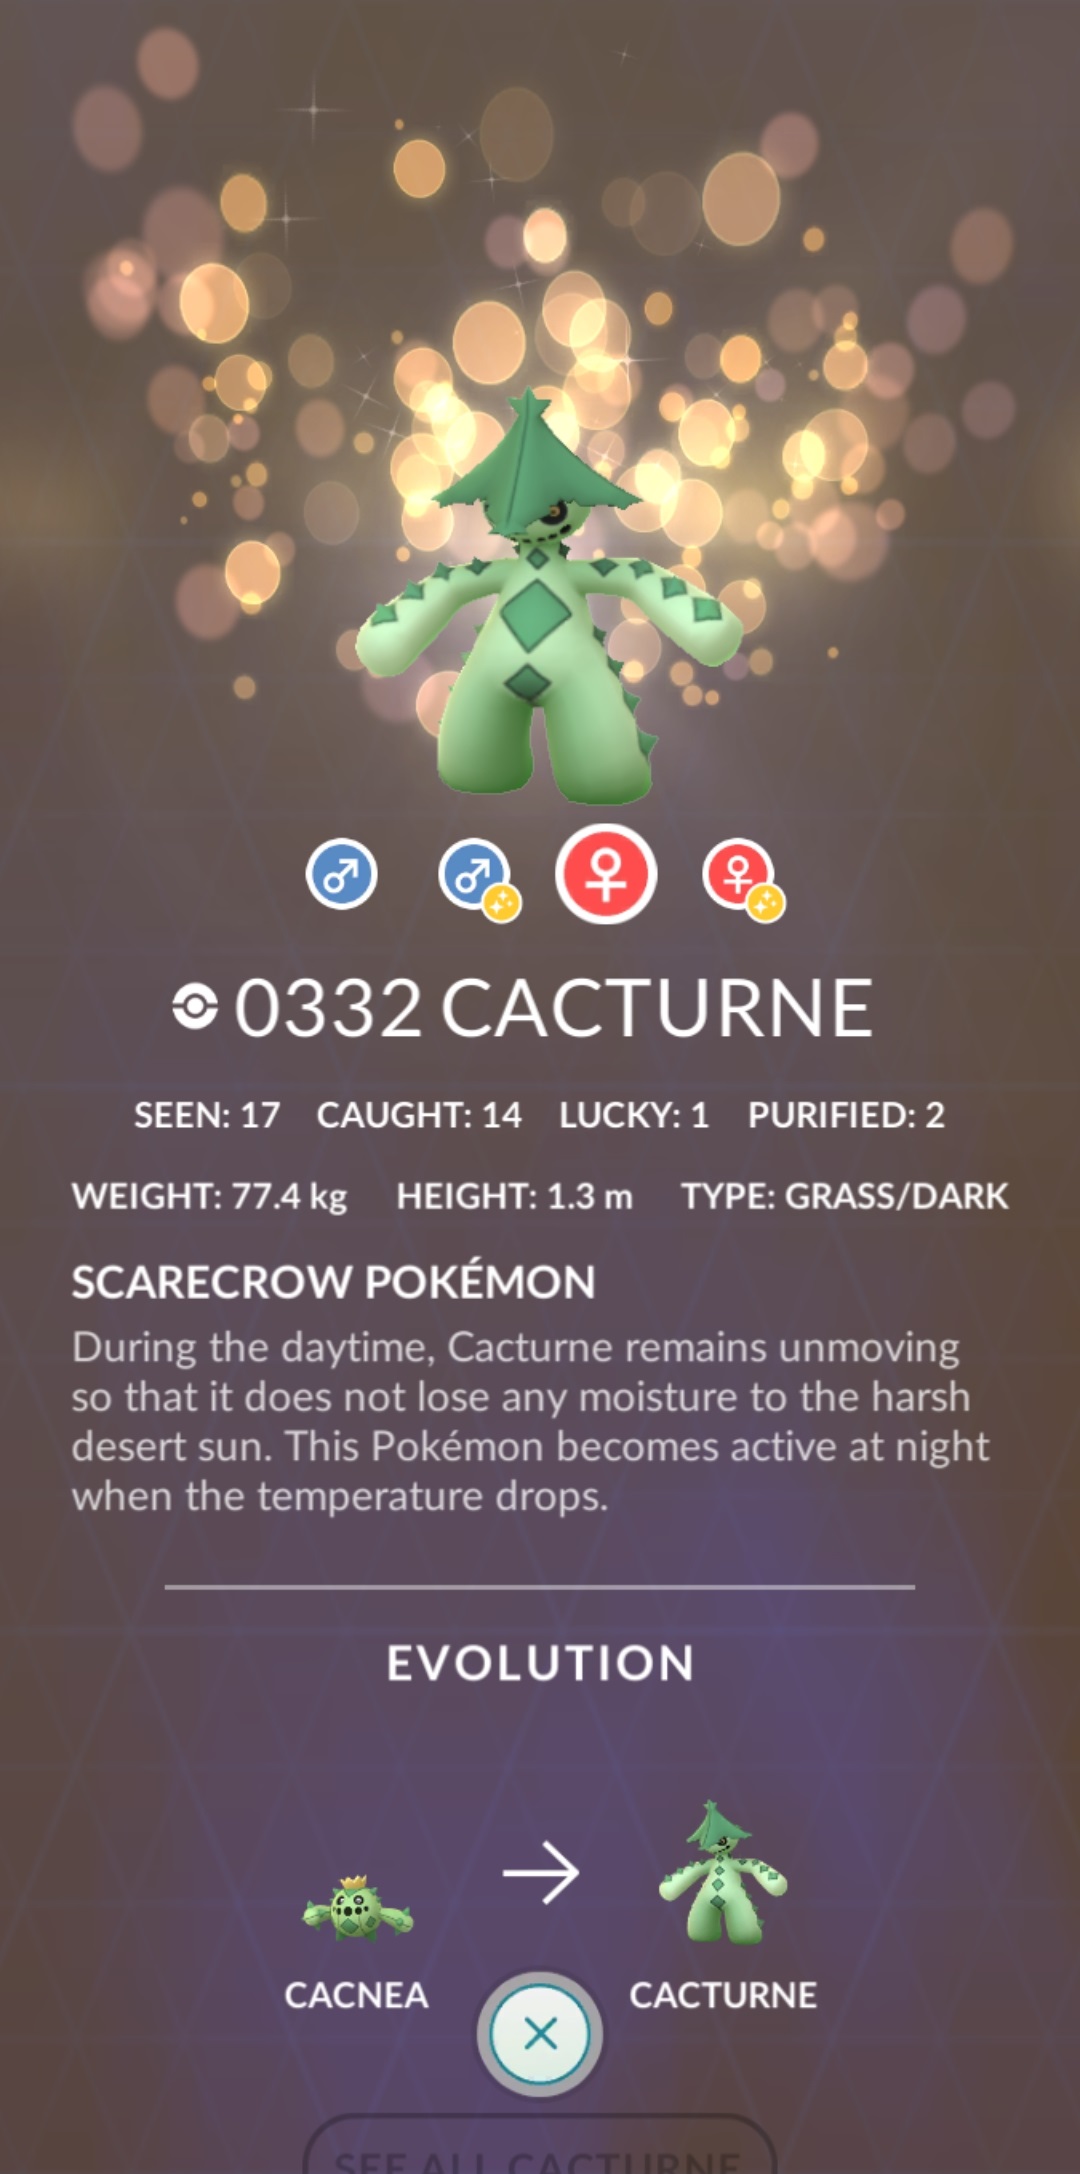 0332 CACTURNE
SEEN: 17 CAUGHT: 14 LUCKY: 1 PURIFIED: 2
WEIGHT: 77.4 kg HEIGHT: 1.3 m TYPE: GRASS/DARK
SCARECROW POKÉMON
During the daytime, Cacturne remains unmoving
so that it does not lose any moisture to the harsh
desert sun. This Pokémon becomes active at night
when the temperature drops.
EVOLUTION
CACNEA CACTURNE
SEE ALL CACTURNE